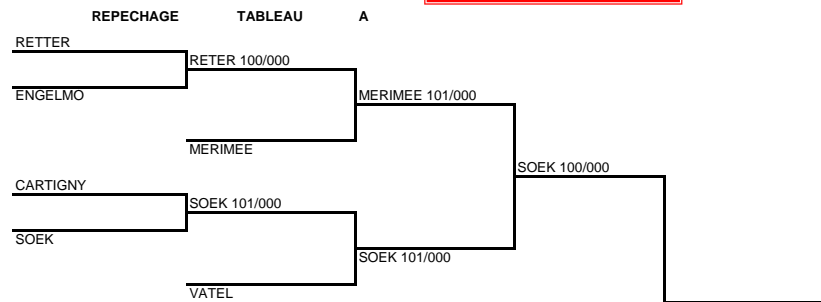 REPECHAGE TABLEAU A
RETTER
RETER 100/000
ENGELMO
MERIMEE 101/000
MERIMEE
SOEK 100/000
CARTIGNY
SOEK 101/000
SOEK
SOEK 101/000
VATEL